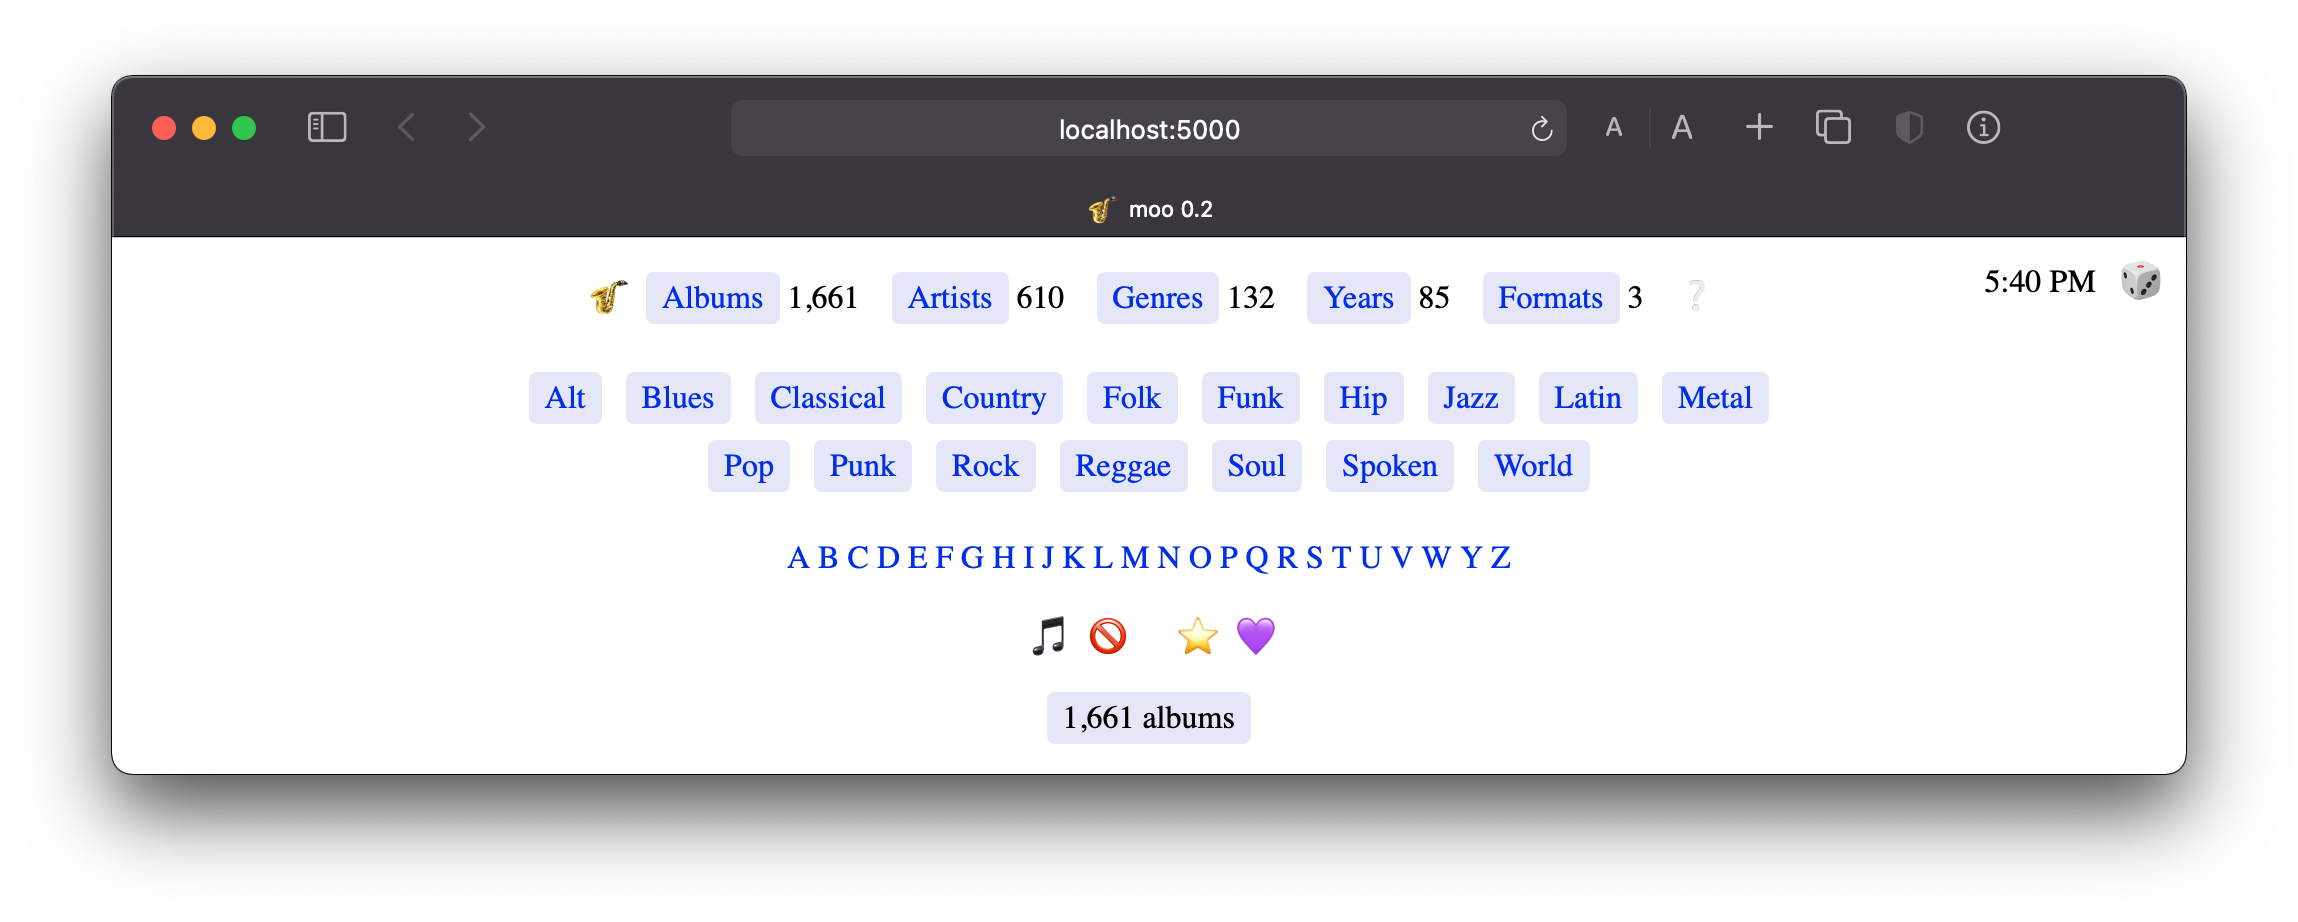 localhost:5000 A A
moo 0.2
Albums 1,661 Artists 610 Genres 132 Years 85 Formats 3 ❔ 5:40 PM
Alt Blues Classical Country Folk Funk Hip Jazz Latin Metal
Pop Punk Rock Reggae Soul Spoken World
A B C D E F G H I J K L M N O P Q R S T U V W Y Z
1,661 albums